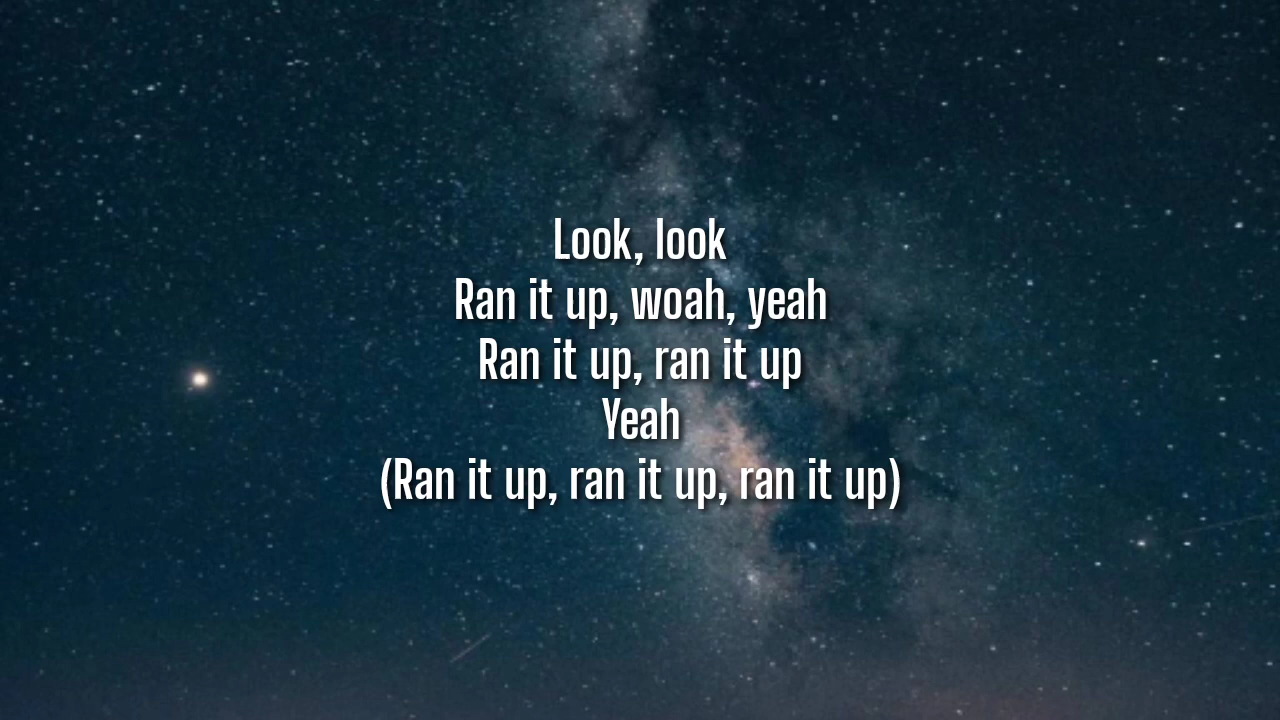 Look, look
Ran it up, woah, yeah
Ran it up, ran it up
Yeah
(Ran it up, ran it up, ran it up)